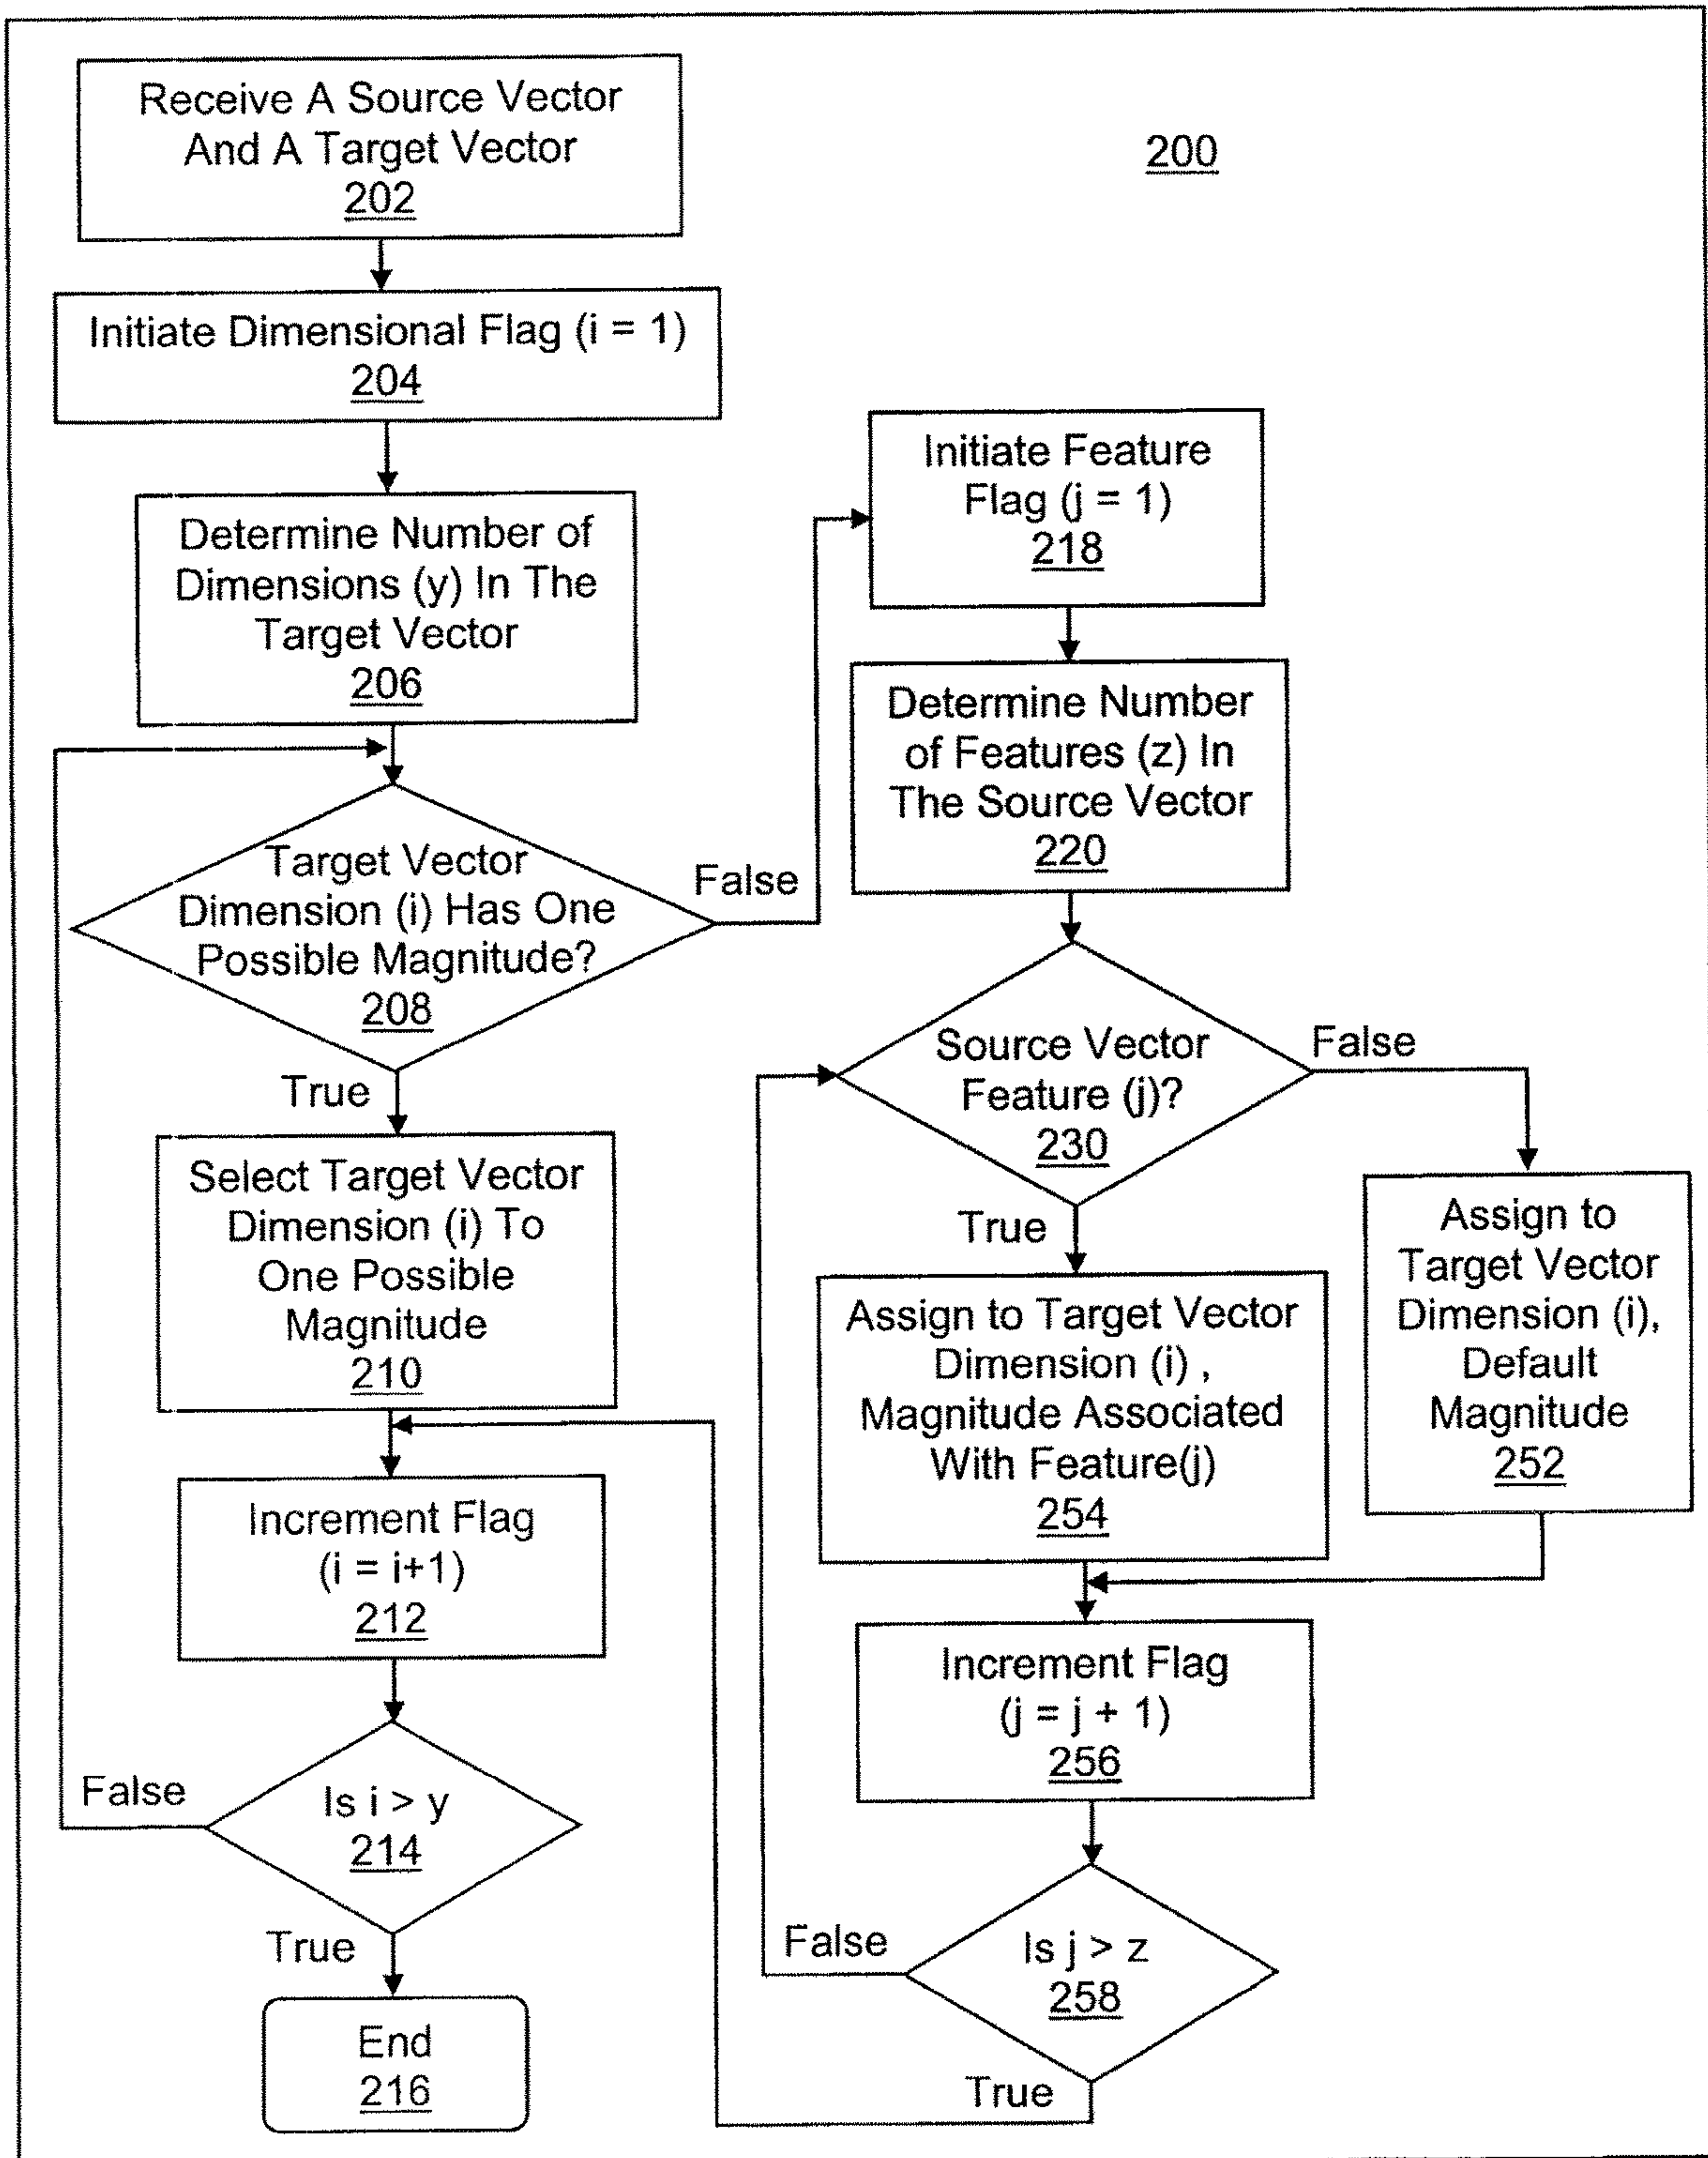 200
Receive A Source Vector
And A Target Vector
202
Initiate Dimensional Flag (i = 1)
204
Determine Number of
Dimensions (y) In The
Target Vector
206
Target Vector
Dimension (i) Has One
Possible Magnitude?
208
False
True
Select Target Vector
Dimension (i) To
One Possible
Magnitude
210
Increment Flag
(i = i+1)
212
Is i > y
214
False
True
End
216
Initiate Feature
Flag (j = 1)
218
Determine Number
of Features (z) In
The Source Vector
220
Source Vector
Feature (j)?
230
False
True
Assign to
Target Vector
Dimension (i),
Default
Magnitude
252
Assign to Target Vector
Dimension (i) ,
Magnitude Associated
With Feature(j)
254
Increment Flag
(j = j + 1)
256
Is j > z
258
False
True